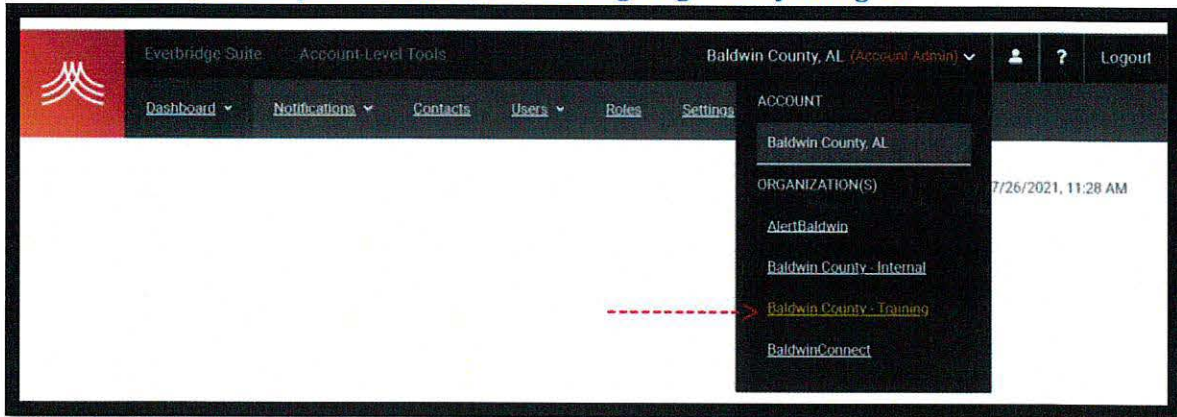 Everbridge Suite Account-Level Tools Baldwin County, AL (Account Admin) ? Logout
Dashboard Notifications Contacts Users Roles Settings
ACCOUNT
Baldwin County, AL
ORGANIZATION(S)
7/26/2021, 11:28 AM
AlertBaldwin
Baldwin County - Internal
Baldwin County - Training
BaldwinConnect